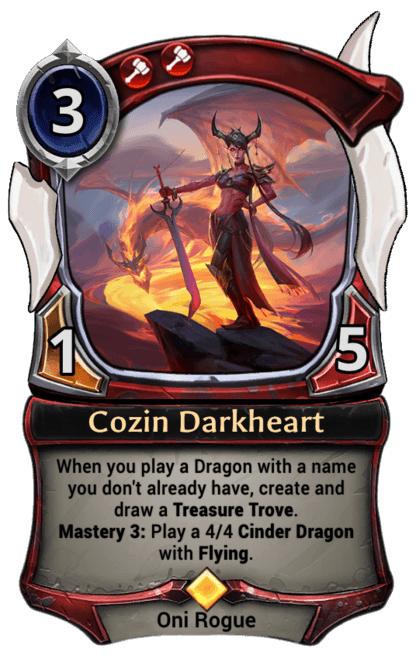 3
1
5
Cozin Darkheart
When you play a Dragon with a name
you don't already have, create and
draw a Treasure Trove.
Mastery 3: Play a 4/4 Cinder Dragon
with Flying.
Oni Rogue